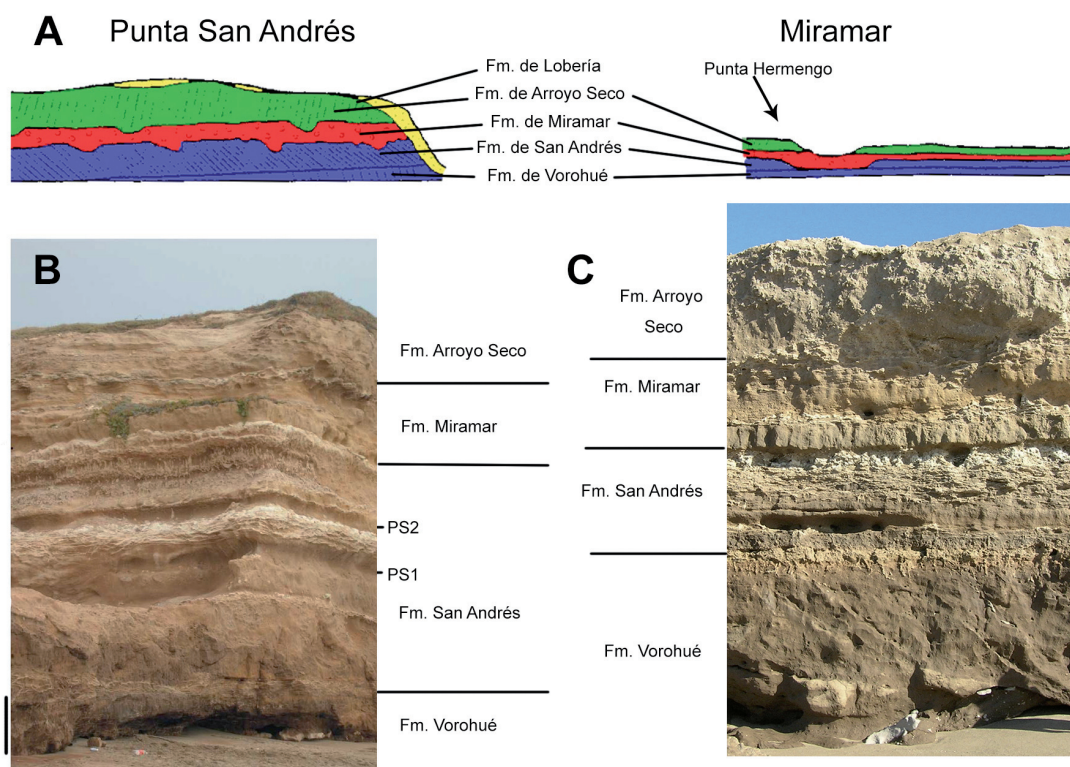 A
Punta San Andrés
Miramar
Fm. de Lobería
Fm. de Arroyo Seco
Fm. de Miramar
Fm. de San Andrés
Fm. de Vorohué
Punta Hermengo
B
Fm. Arroyo Seco
Fm. Miramar
PS2
PS1
Fm. San Andrés
Fm. Vorohué
C
Fm. Arroyo
Seco
Fm. Miramar
Fm. San Andrés
Fm. Vorohué